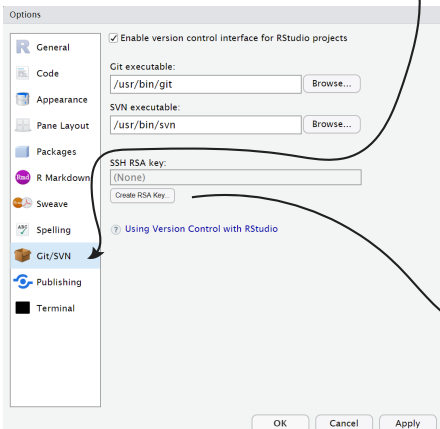 Options
General
Code
Appearance
Pane Layout
Packages
Rmd R Markdown
Sweave
ABC Spelling
Git/SVN
Publishing
Terminal
Enable version control interface for RStudio projects
Git executable:
/usr/bin/git Browse...
SVN executable:
/usr/bin/svn Browse...
SSH RSA key:
(None)
Create RSA Key...
? Using Version Control with RStudio
OK Cancel Apply